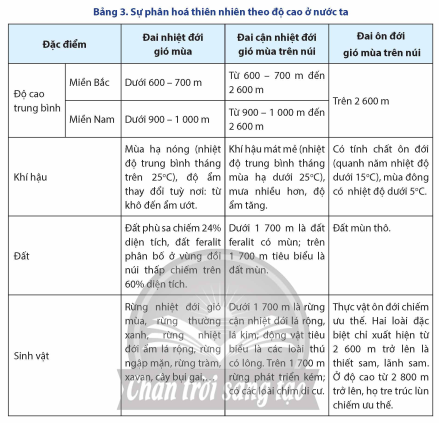 Bảng 3. Sự phân hoá thiên nhiên theo độ cao ở nước ta
Đặc điểm
Đai nhiệt đới
gió mùa
Đai cận nhiệt đới
gió mùa trên núi
Đai ôn đới
gió mùa trên núi
Độ cao
trung bình
Miền Bắc
Dưới 600 – 700 m
Từ 600 – 700 m đến
2 600 m
Trên 2 600 m
Miền Nam
Dưới 900 – 1 000 m
Từ 900 – 1 000 m đến
2 600 m
Khí hậu
Mùa hạ nóng (nhiệt
độ trung bình tháng
trên 25°C), độ ẩm
thay đổi tuỳ nơi: từ
khô đến ẩm ướt.
Khí hậu mát mẻ (nhiệt
độ trung bình tháng
mùa hạ dưới 25°C),
mưa nhiều hơn, độ
ẩm tăng.
Có tính chất ôn đới
(quanh năm nhiệt độ
dưới 15°C), mùa đông
có nhiệt độ dưới 5°C.
Đất
Đất phù sa chiếm 24%
diện tích, đất feralit
phân bố ở vùng đồi
núi thấp chiếm trên
60% diện tích.
Dưới 1 700 m là đất
feralit có mùn; trên
1 700 m tiêu biểu là
đất mùn.
Đất mùn thô.
Sinh vật
Rừng nhiệt đới gió
mùa, rừng thường
xanh, rừng nhiệt
đới ẩm lá rộng, rừng
ngập mặn, rừng tràm,
xavan, cây bụi gai,...
Dưới 1 700 m là rừng
cận nhiệt đới lá rộng,
lá kim; động vật tiêu
biểu là các loài thú
có lông. Trên 1 700 m
rừng phát triển kém;
có các loài chim di cư.
Thực vật ôn đới chiếm
ưu thế. Hai loài đặc
biệt chỉ xuất hiện từ
2 600 m trở lên là
thiết sam, lãnh sam.
Ở độ cao từ 2 800 m
trở lên, họ tre trúc lùn
chiếm ưu thế.
Chân trời sáng tạo